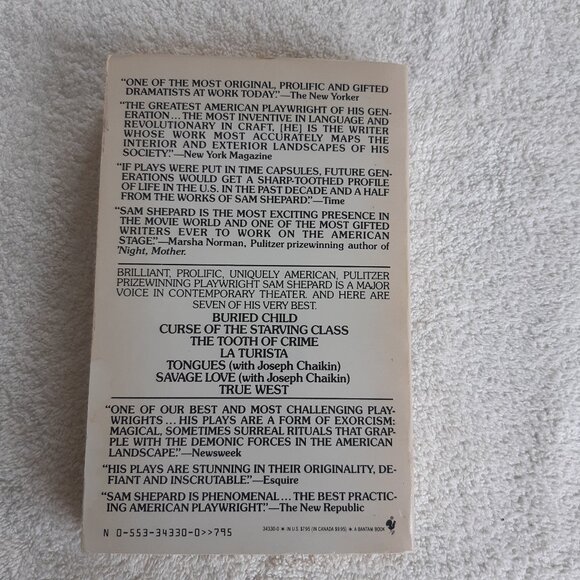 "ONE OF THE MOST ORIGINAL, PROLIFIC AND GIFTED
DRAMATISTS AT WORK TODAY."—The New Yorker
"THE GREATEST AMERICAN PLAYWRIGHT OF HIS GEN-
ERATION... THE MOST INVENTIVE IN LANGUAGE AND
REVOLUTIONARY IN CRAFT, [HE] IS THE WRITER
WHOSE WORK MOST ACCURATELY MAPS THE
INTERIOR AND EXTERIOR LANDSCAPES OF HIS
SOCIETY."—New York Magazine
"IF PLAYS WERE PUT IN TIME CAPSULES, FUTURE GEN-
ERATIONS WOULD GET A SHARP-TOOTHED PROFILE
OF LIFE IN THE U.S. IN THE PAST DECADE AND A HALF
FROM THE WORKS OF SAM SHEPARD."—Time
"SAM SHEPARD IS THE MOST EXCITING PRESENCE IN
THE MOVIE WORLD AND ONE OF THE MOST GIFTED
WRITERS EVER TO WORK ON THE AMERICAN
STAGE."—Marsha Norman, Pulitzer prizewinning author of
'Night, Mother.
BRILLIANT, PROLIFIC, UNIQUELY AMERICAN, PULITZER
PRIZEWINNING PLAYWRIGHT SAM SHEPARD IS A MAJOR
VOICE IN CONTEMPORARY THEATER. AND HERE ARE
SEVEN OF HIS VERY BEST.
BURIED CHILD
CURSE OF THE STARVING CLASS
THE TOOTH OF CRIME
LA TURISTA
TONGUES (with Joseph Chaikin)
SAVAGE LOVE (with Joseph Chaikin)
TRUE WEST
"ONE OF OUR BEST AND MOST CHALLENGING PLAY-
WRIGHTS... HIS PLAYS ARE A FORM OF EXORCISM:
MAGICAL, SOMETIMES SURREAL RITUALS THAT GRAP-
PLE WITH THE DEMONIC FORCES IN THE AMERICAN
LANDSCAPE."—Newsweek
"HIS PLAYS ARE STUNNING IN THEIR ORIGINALITY, DE-
FIANT AND INSCRUTABLE."—Esquire
"SAM SHEPARD IS PHENOMENAL... THE BEST PRACTIC-
ING AMERICAN PLAYWRIGHT."—The New Republic
N 0-553-34330-0>>795
34330-0 ★ IN U.S. $7.95 (IN CANADA $9.95) ★ A BANTAM BOOK